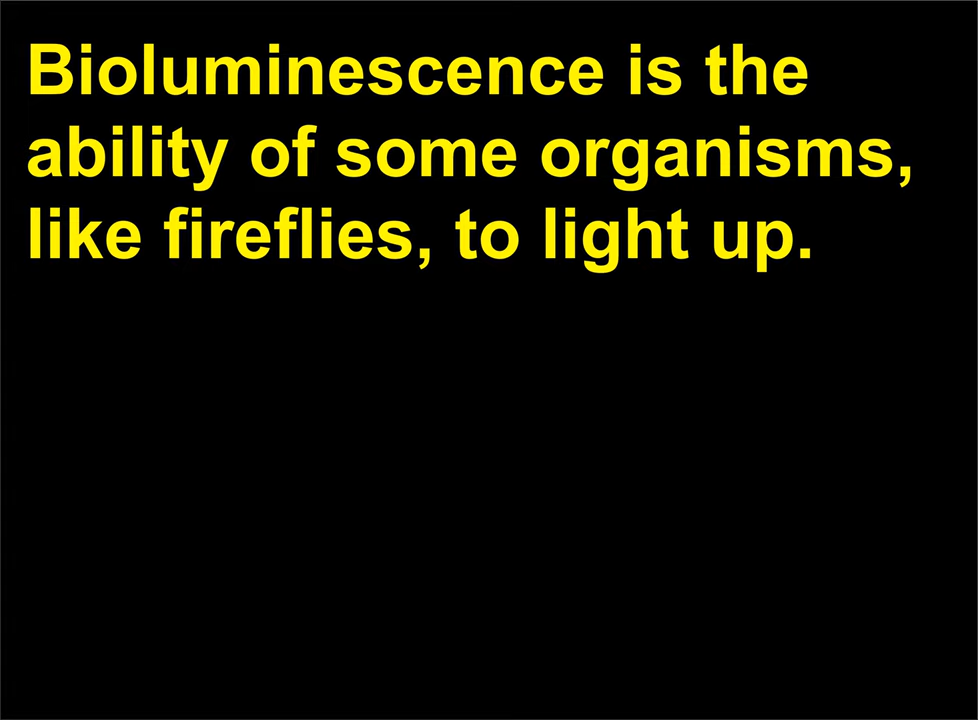 Bioluminescence is the
ability of some organisms,
like fireflies, to light up.